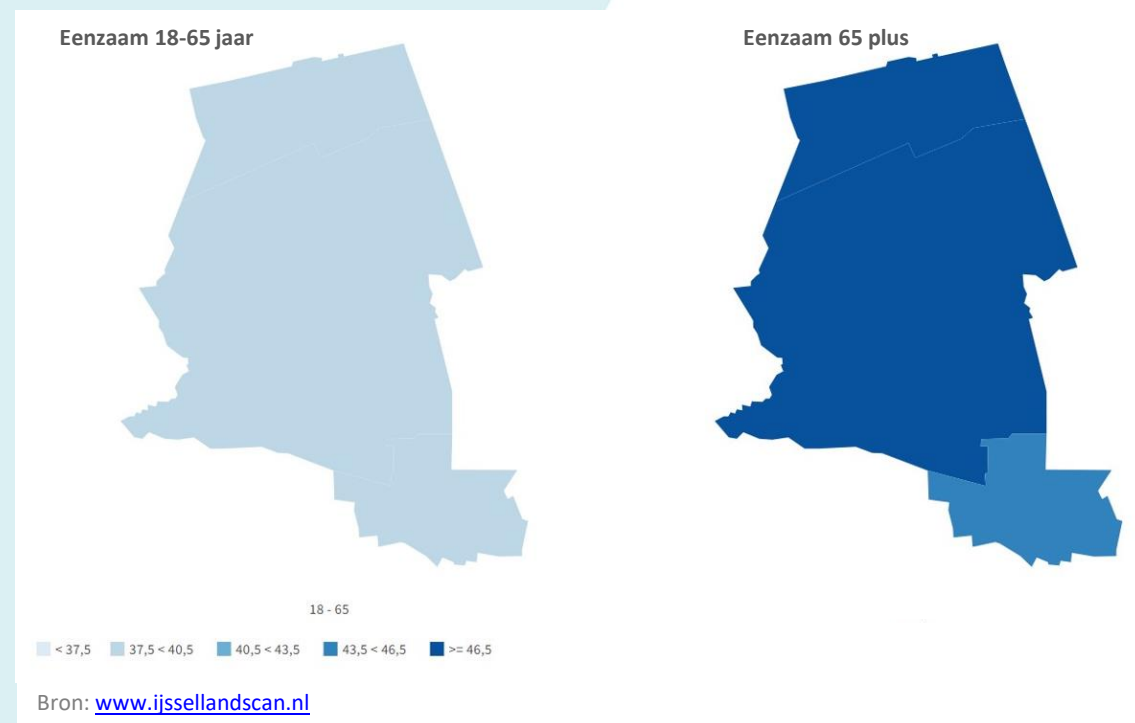 Eenzaam 18-65 jaar
Eenzaam 65 plus
18 - 65
< 37,5 37,5 < 40,5 40,5 < 43,5 43,5 < 46,5 >= 46,5
Bron: www.ijssellandscan.nl